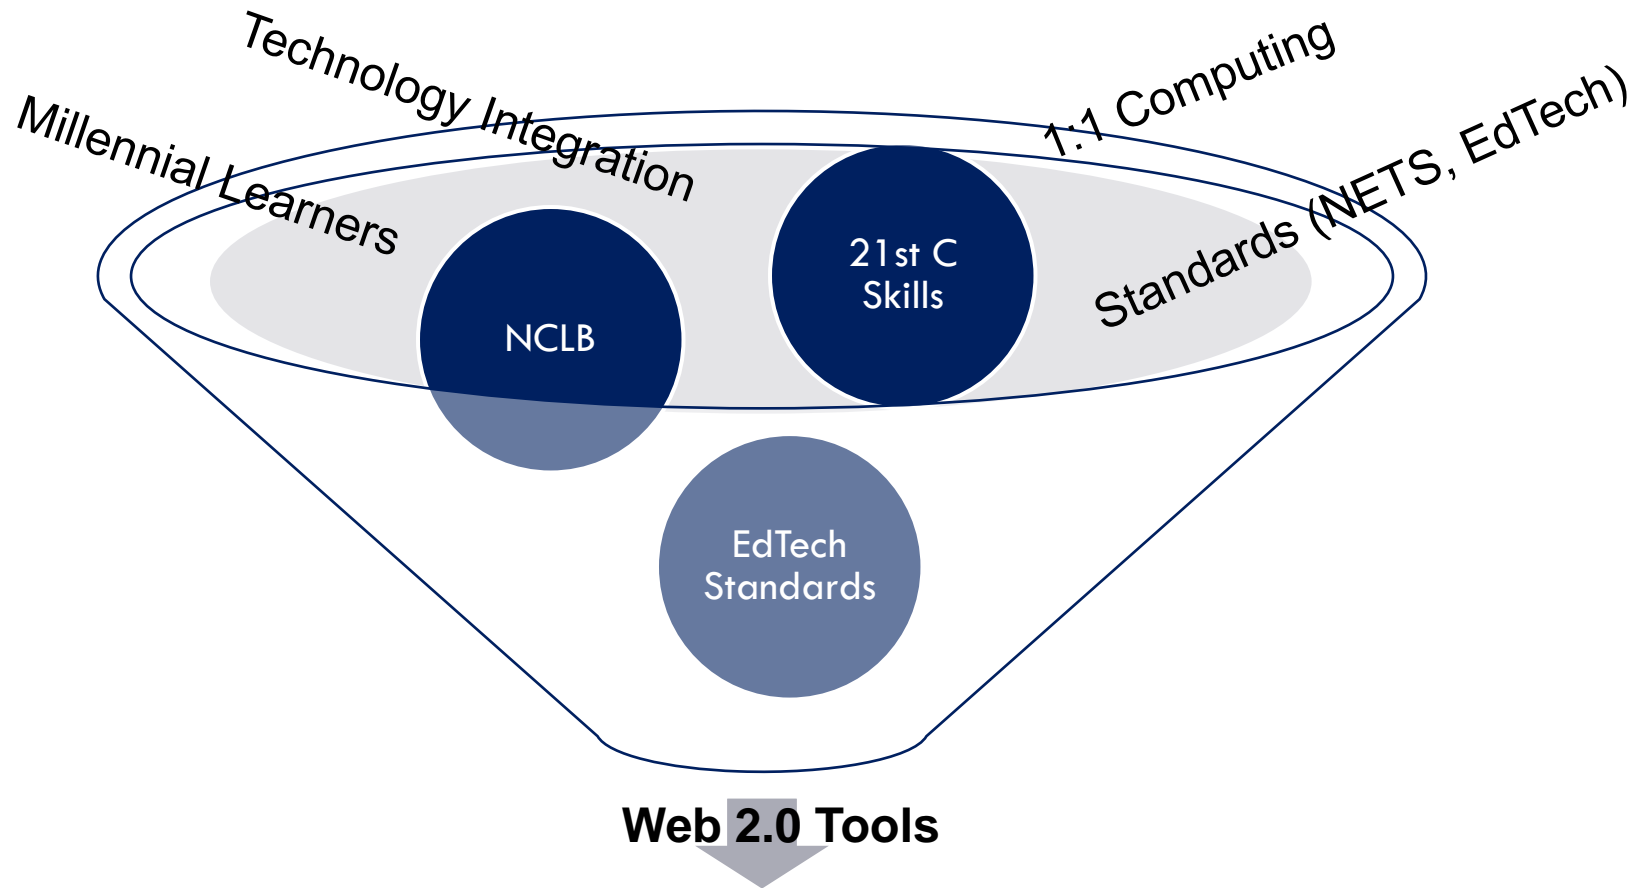 Technology Integration
1:1 Computing
Millennial Learners
Standards (NETS, EdTech)
21st C
Skills
NCLB
EdTech
Standards
Web 2.0 Tools